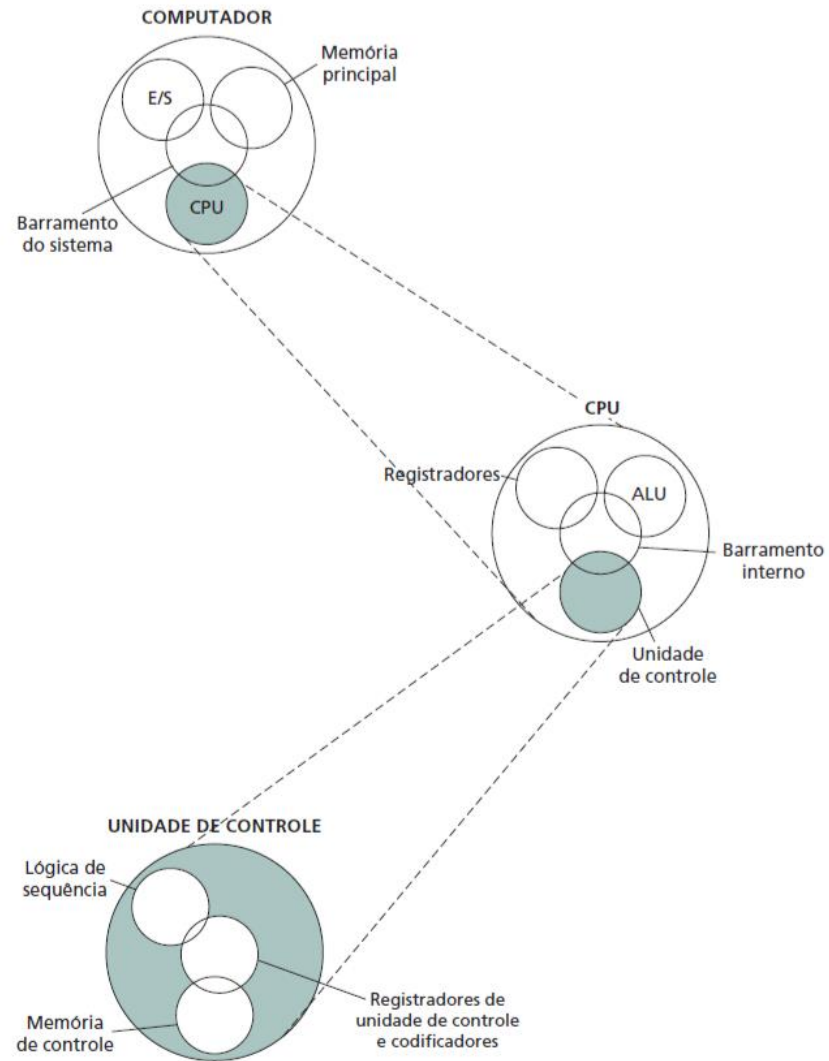 COMPUTADOR
Memória
principal
E/S
CPU
Barramento
do sistema
CPU
Registradores
ALU
Barramento
interno
Unidade
de controle
UNIDADE DE CONTROLE
Lógica de
sequência
Registradores de
unidade de controle
e codificadores
Memória
de controle